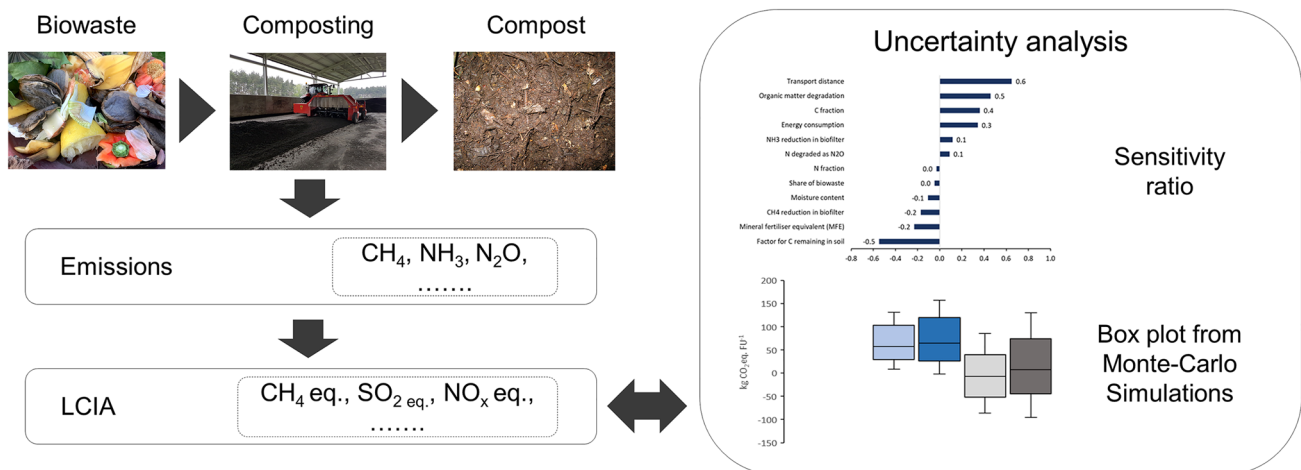 Biowaste
Composting
Compost
Emissions
CH₄, NH₃, N₂O,
.......
LCIA
CH₄ eq., SO₂ eq., NOₓ eq.,
.......
Uncertainty analysis
Transport distance 0.6
Organic matter degradation 0.5
C fraction 0.4
Energy consumption 0.3
NH3 reduction in biofilter 0.1
N degraded as N2O 0.1
N fraction 0.0
Share of biowaste 0.0
Moisture content -0.1
CH4 reduction in biofilter -0.2
Mineral fertiliser equivalent (MFE) -0.2
Factor for C remaining in soil -0.5
-0.8 -0.6 -0.4 -0.2 0.0 0.2 0.4 0.6 0.8 1.0
Sensitivity
ratio
kg CO₂eq. FU⁻¹
200
150
100
50
0
-50
-100
-150
Box plot from
Monte-Carlo
Simulations